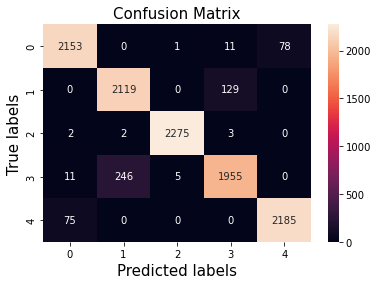 Confusion Matrix
True labels
0 2153 0 1 11 78
1 0 2119 0 129 0
2 2 2 2275 3 0
3 11 246 5 1955 0
4 75 0 0 0 2185
0 1 2 3 4
Predicted labels
2000
1500
1000
500
0